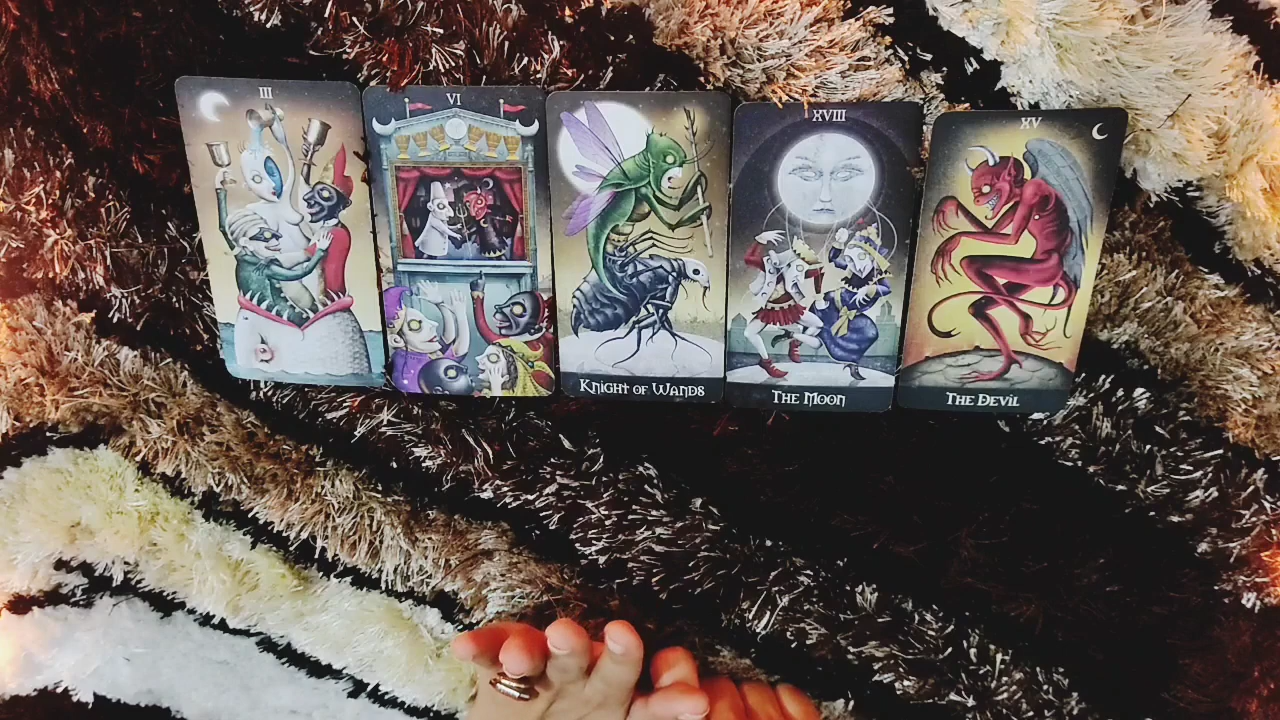 III
VI
XVIII
XV
KNIGHT OF WANDS
THE MOON
THE DEVIL